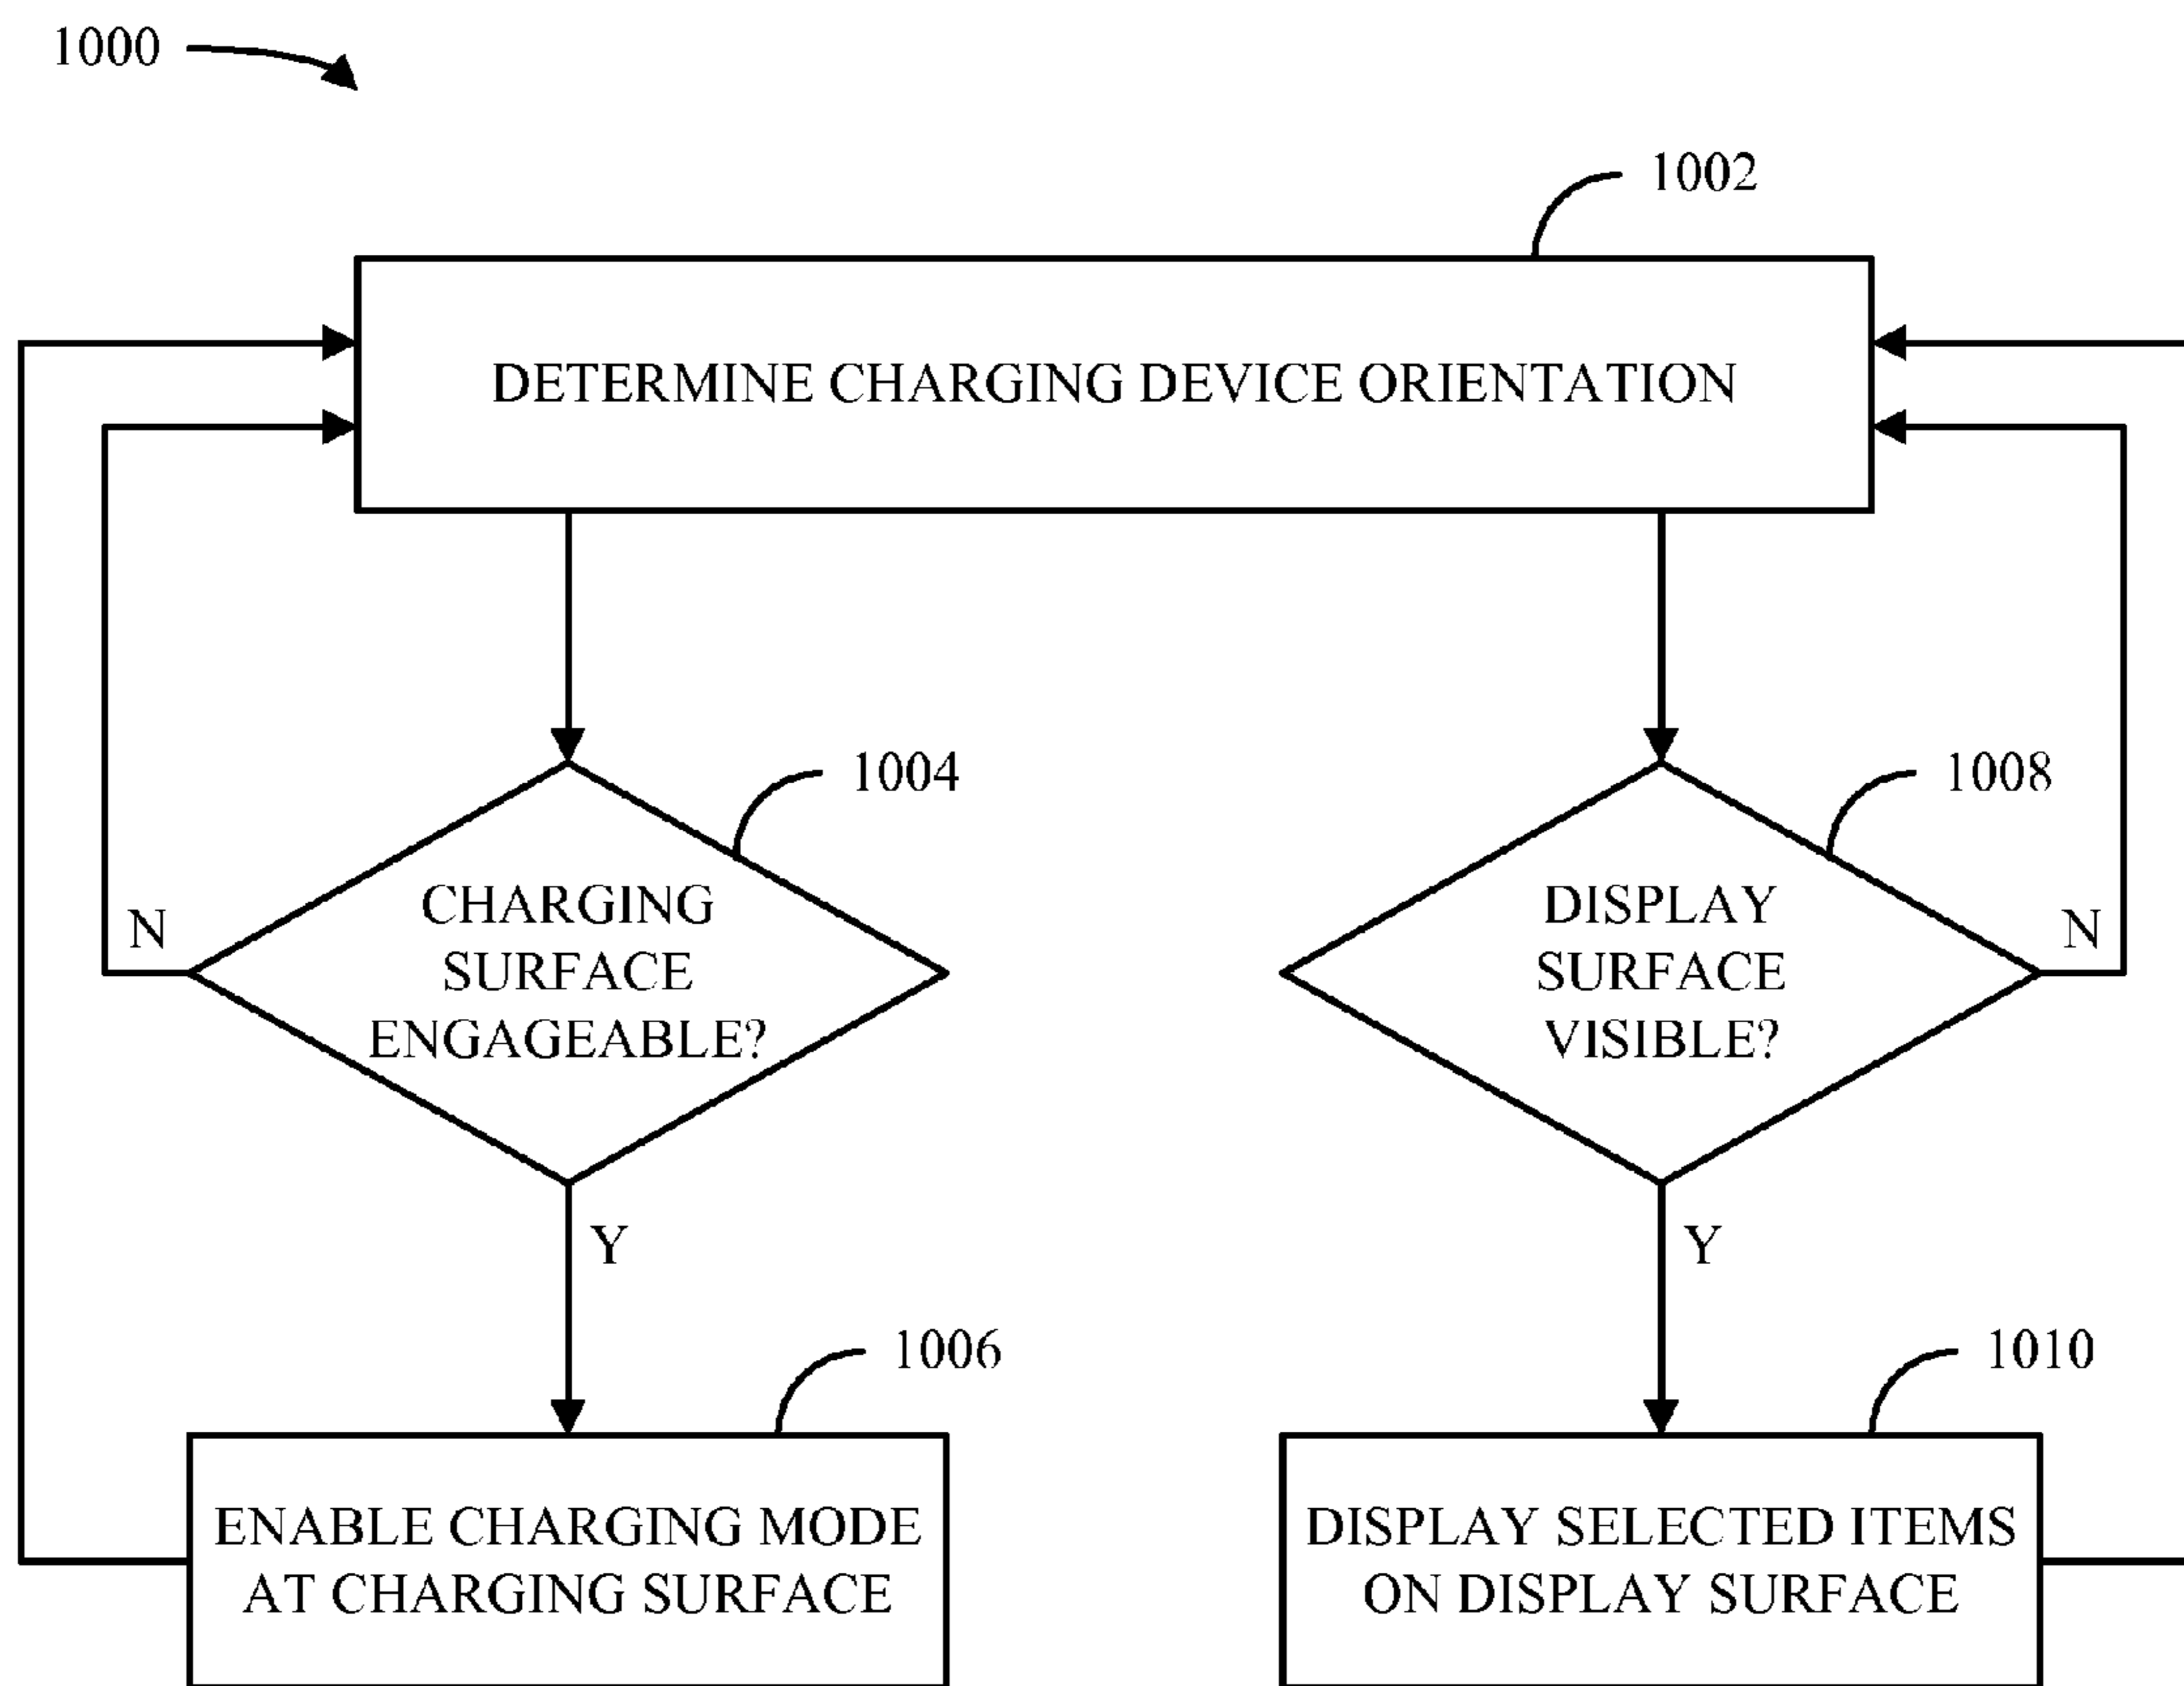 1000
1002
DETERMINE CHARGING DEVICE ORIENTATION
1004
1008
CHARGING
SURFACE
ENGAGEABLE?
N
DISPLAY
SURFACE
VISIBLE?
N
Y
Y
1006
1010
ENABLE CHARGING MODE
AT CHARGING SURFACE
DISPLAY SELECTED ITEMS
ON DISPLAY SURFACE